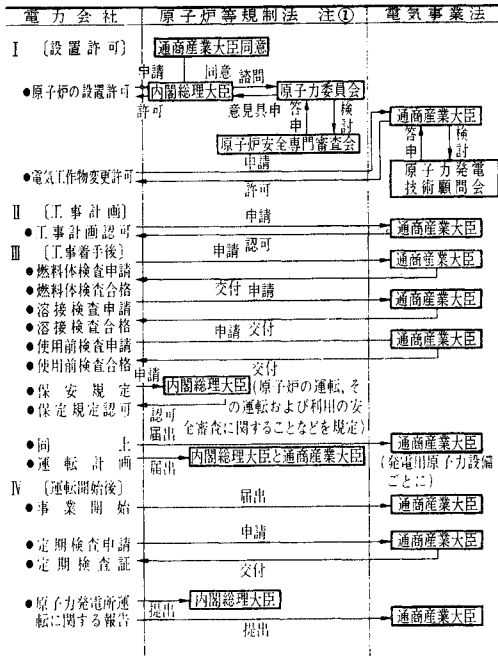 電力会社 原子炉等規制法 注① 電気事業法
Ⅰ 〔設置許可〕 通商産業大臣同意
申請 同意 諮問
●原子炉の設置許可 内閣総理大臣 原子力委員会
許可 意見具申 答申 検討 通商産業大臣
原子炉安全専門審査会 答申 検討
申請 原子力発電技術顧問会
●電気工作物変更許可
許可
Ⅱ 〔工事計画〕 申請
●工事計画認可 通商産業大臣
Ⅲ 〔工事着手後〕 申請 認可
●燃料体検査申請 通商産業大臣
●燃料体検査合格 交付 申請
●溶接検査申請 通商産業大臣
●溶接検査合格 申請 交付
●使用前検査申請 通商産業大臣
●使用前検査合格 交付
申請
●保安規定 内閣総理大臣 (原子炉の運転,そ
●保定規定認可 認可 の運転および利用の安
届出 全審査に関することなどを規定)
●同上 通商産業大臣
●運転計画 届出 内閣総理大臣と通商産業大臣 (発電用原子力設備
Ⅳ 〔運転開始後〕 ごとに)
届出
●事業開始 通商産業大臣
申請
●定期検査申請 通商産業大臣
●定期検査証 交付
●原子力発電所運 提出 内閣総理大臣
転に関する報告 提出 通商産業大臣